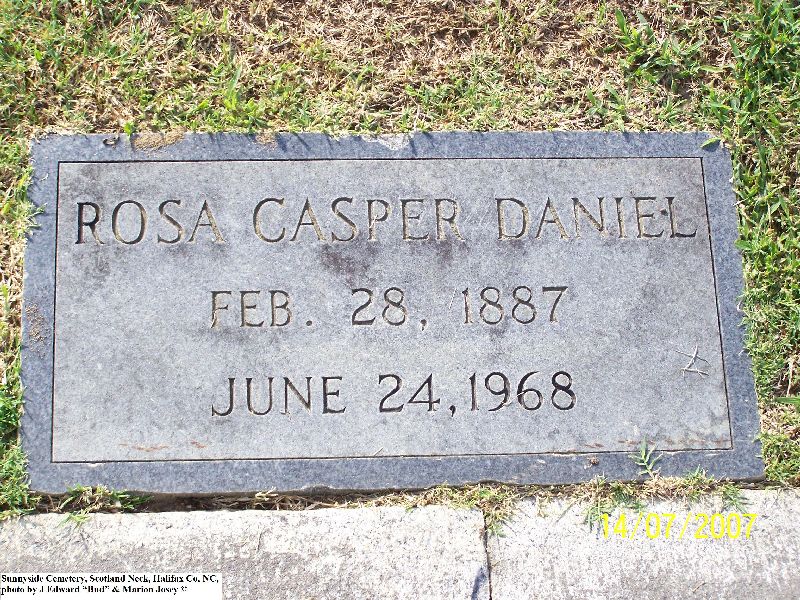 ROSA CASPER DANIEL
FEB. 28, 1887
JUNE 24, 1968
14/07/2007
Sunnyside Cemetery, Scotland Neck, Halifax Co, NC,
photo by J Edward "Bud" & Marion Josey ©